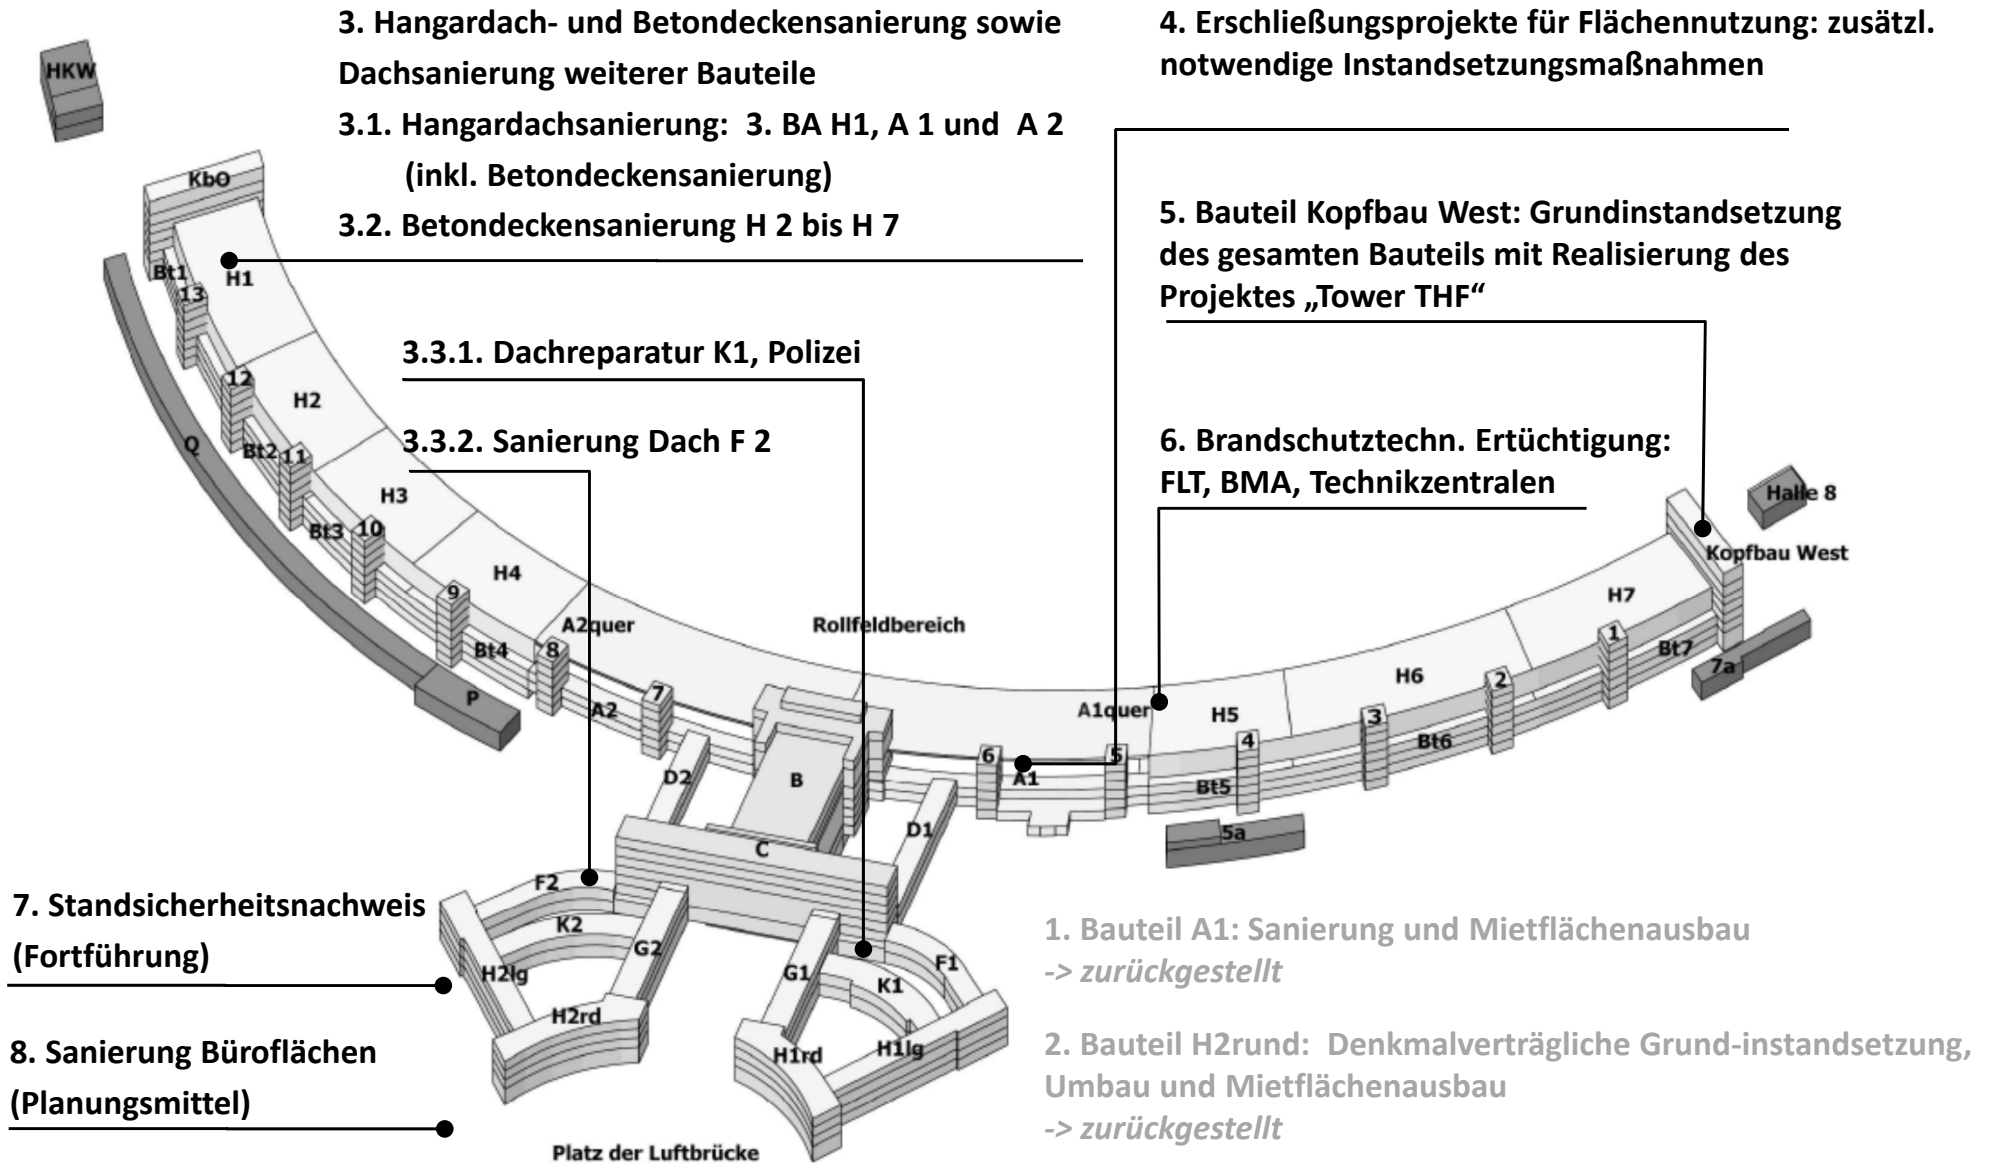 3. Hangardach- und Betondeckensanierung sowie
Dachsanierung weiterer Bauteile
3.1. Hangardachsanierung: 3. BA H1, A 1 und A 2
(inkl. Betondeckensanierung)
3.2. Betondeckensanierung H 2 bis H 7
3.3.1. Dachreparatur K1, Polizei
3.3.2. Sanierung Dach F 2
4. Erschließungsprojekte für Flächennutzung: zusätzl.
notwendige Instandsetzungsmaßnahmen
5. Bauteil Kopfbau West: Grundinstandsetzung
des gesamten Bauteils mit Realisierung des
Projektes „Tower THF“
6. Brandschutztechn. Ertüchtigung:
FLT, BMA, Technikzentralen
7. Standsicherheitsnachweis
(Fortführung)
8. Sanierung Büroflächen
(Planungsmittel)
1. Bauteil A1: Sanierung und Mietflächenausbau
-> zurückgestellt
2. Bauteil H2rund: Denkmalverträgliche Grund-instandsetzung,
Umbau und Mietflächenausbau
-> zurückgestellt
HKW
KbO
Bt1
H1
13
12
H2
Q
Bt2
11
H3
Bt3
10
H4
9
A2quer
Rollfeldbereich
Bt4
8
P
A2
7
D2
B
C
D1
6
A1
5
A1quer
H5
4
Bt5
5a
H6
3
Bt6
2
H7
1
Bt7
7a
Halle 8
Kopfbau West
F2
K2
G2
H2lg
H2rd
G1
K1
F1
H1rd
H1lg
Platz der Luftbrücke